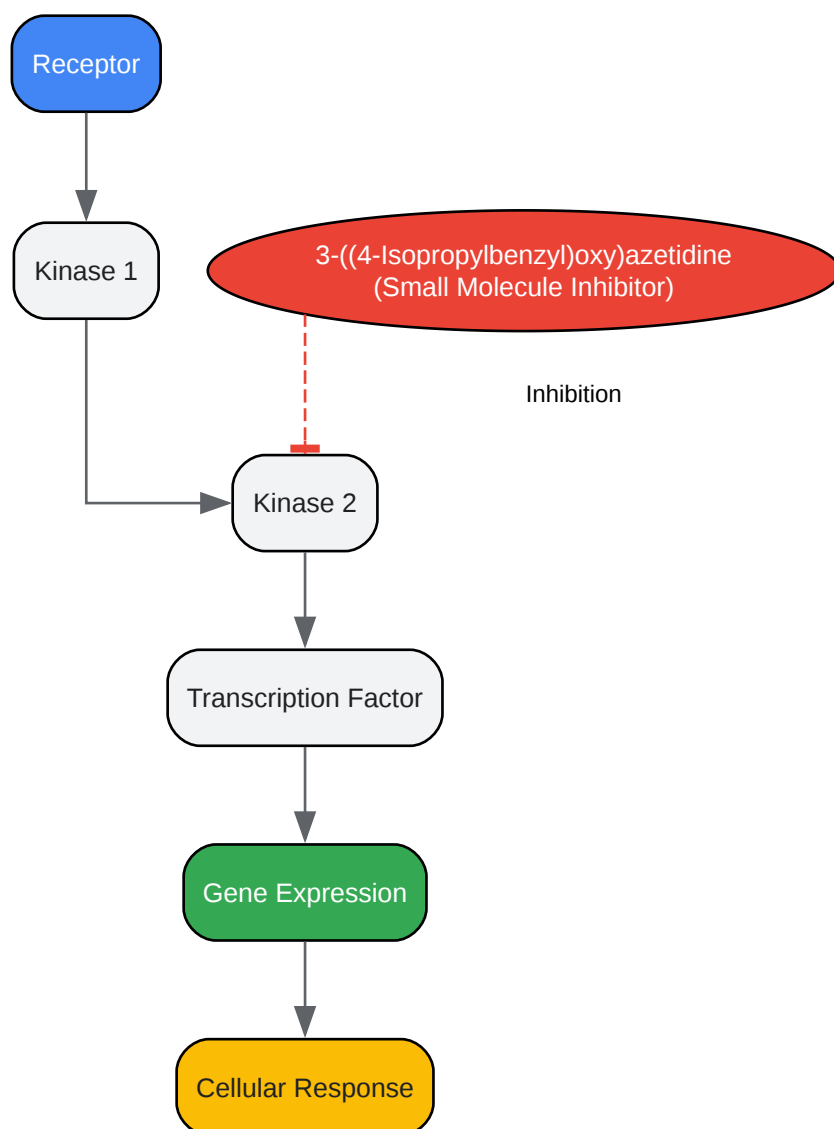 Receptor
Kinase 1
3-((4-Isopropylbenzyl)oxy)azetidine
(Small Molecule Inhibitor)
Inhibition
Kinase 2
Transcription Factor
Gene Expression
Cellular Response